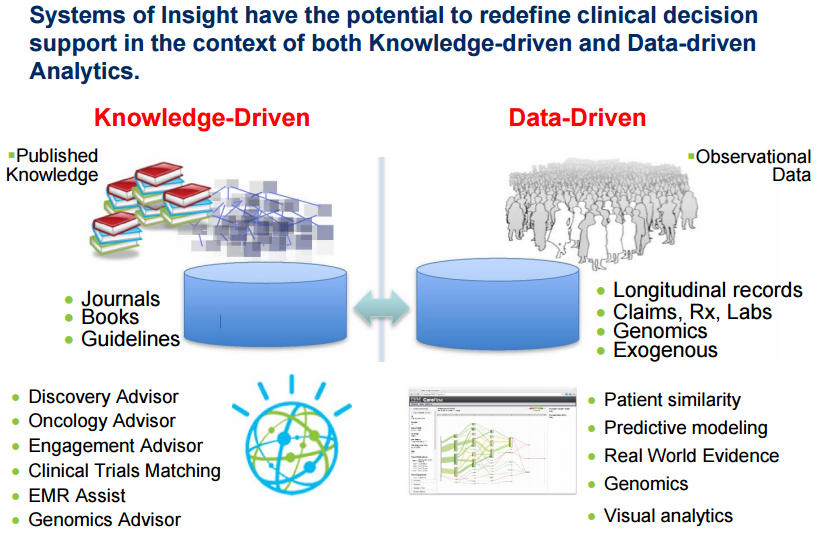 Systems of Insight have the potential to redefine clinical decision
support in the context of both Knowledge-driven and Data-driven
Analytics.
Knowledge-Driven
Data-Driven
Published
Knowledge
Observational
Data
Journals
Books
Guidelines
Longitudinal records
Claims, Rx, Labs
Genomics
Exogenous
Discovery Advisor
Oncology Advisor
Engagement Advisor
Clinical Trials Matching
EMR Assist
Genomics Advisor
CareFlow
Patient similarity
Predictive modeling
Real World Evidence
Genomics
Visual analytics